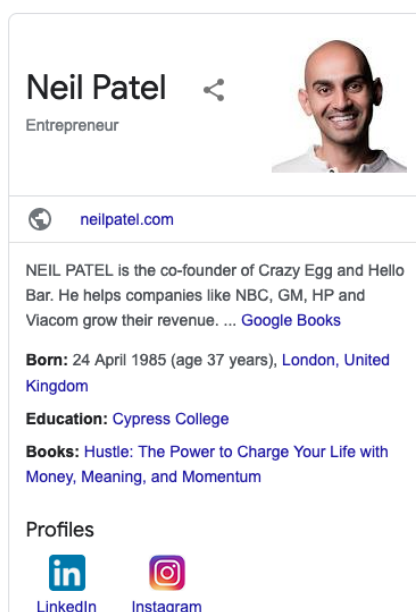 Neil Patel
Entrepreneur
neilpatel.com
NEIL PATEL is the co-founder of Crazy Egg and Hello
Bar. He helps companies like NBC, GM, HP and
Viacom grow their revenue. ... Google Books
Born: 24 April 1985 (age 37 years), London, United
Kingdom
Education: Cypress College
Books: Hustle: The Power to Charge Your Life with
Money, Meaning, and Momentum
Profiles
in
LinkedIn Instagram